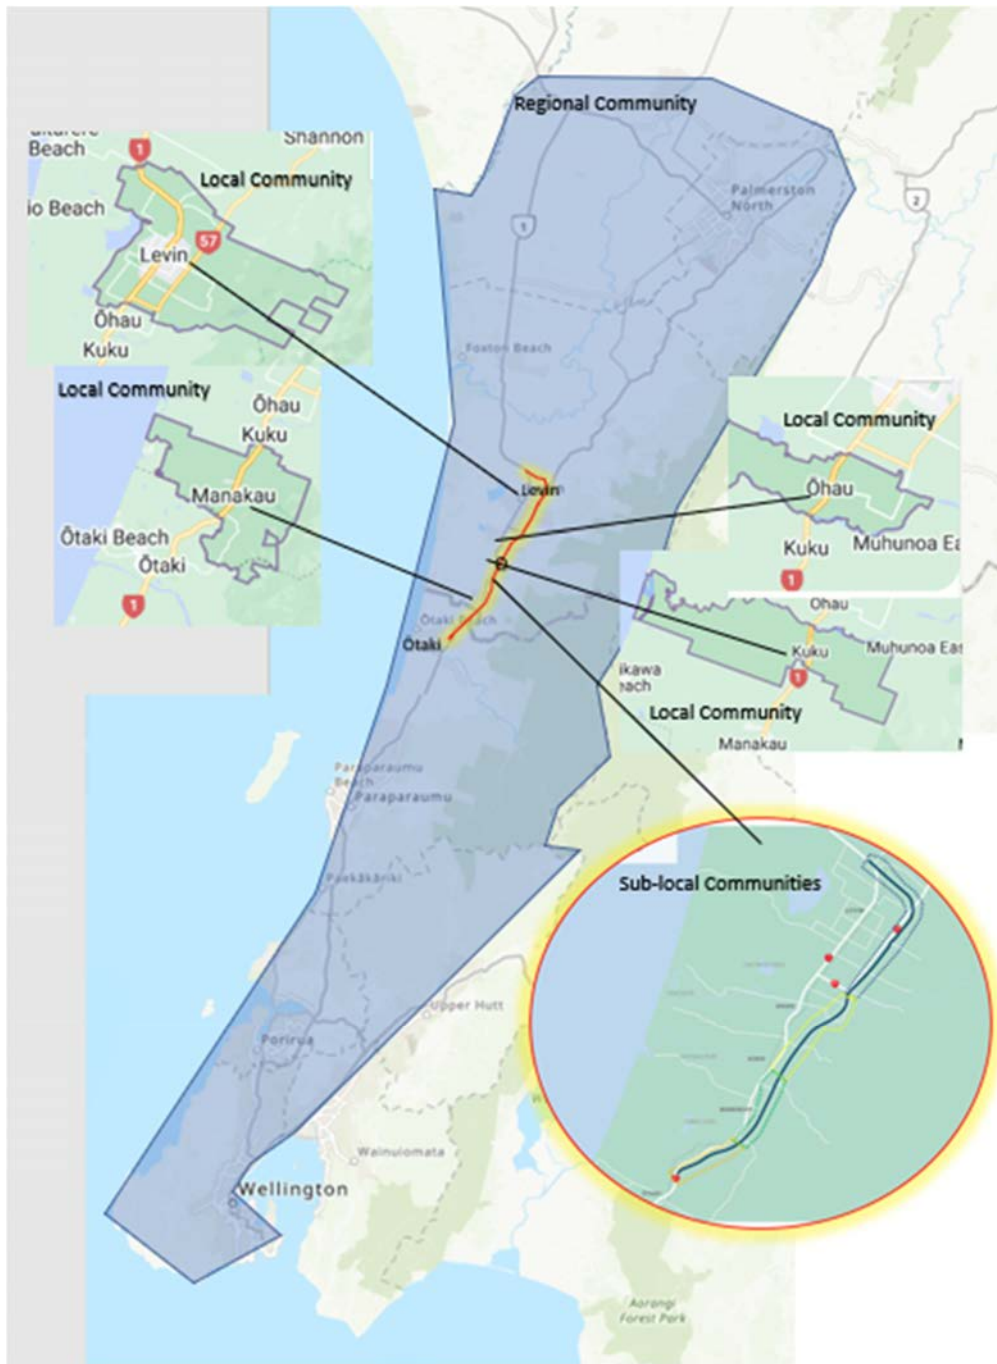 Regional Community
Beach
Shannon
1
Local Community
io Beach
57
Levin
Ōhau
Kuku
Palmerston
North
1
2
Local Community
Ōhau
Kuku
Manakau
Ōtaki Beach
Ōtaki
1
Foxton Beach
Levin
Ōtaki Beach
Ōtaki
Local Community
Ōhau
Kuku
Muhunoa Ea
1
Ohau
Kuku
Muhunoa Eas
1
ikawa
each
Local Community
Manakau
Paraparaumu
Beach
Paraparaumu
Paekākāriki
Sub-local Communities
Upper Hutt
Porirua
Wainuiomata
Wellington
Aorangi
Forest Park